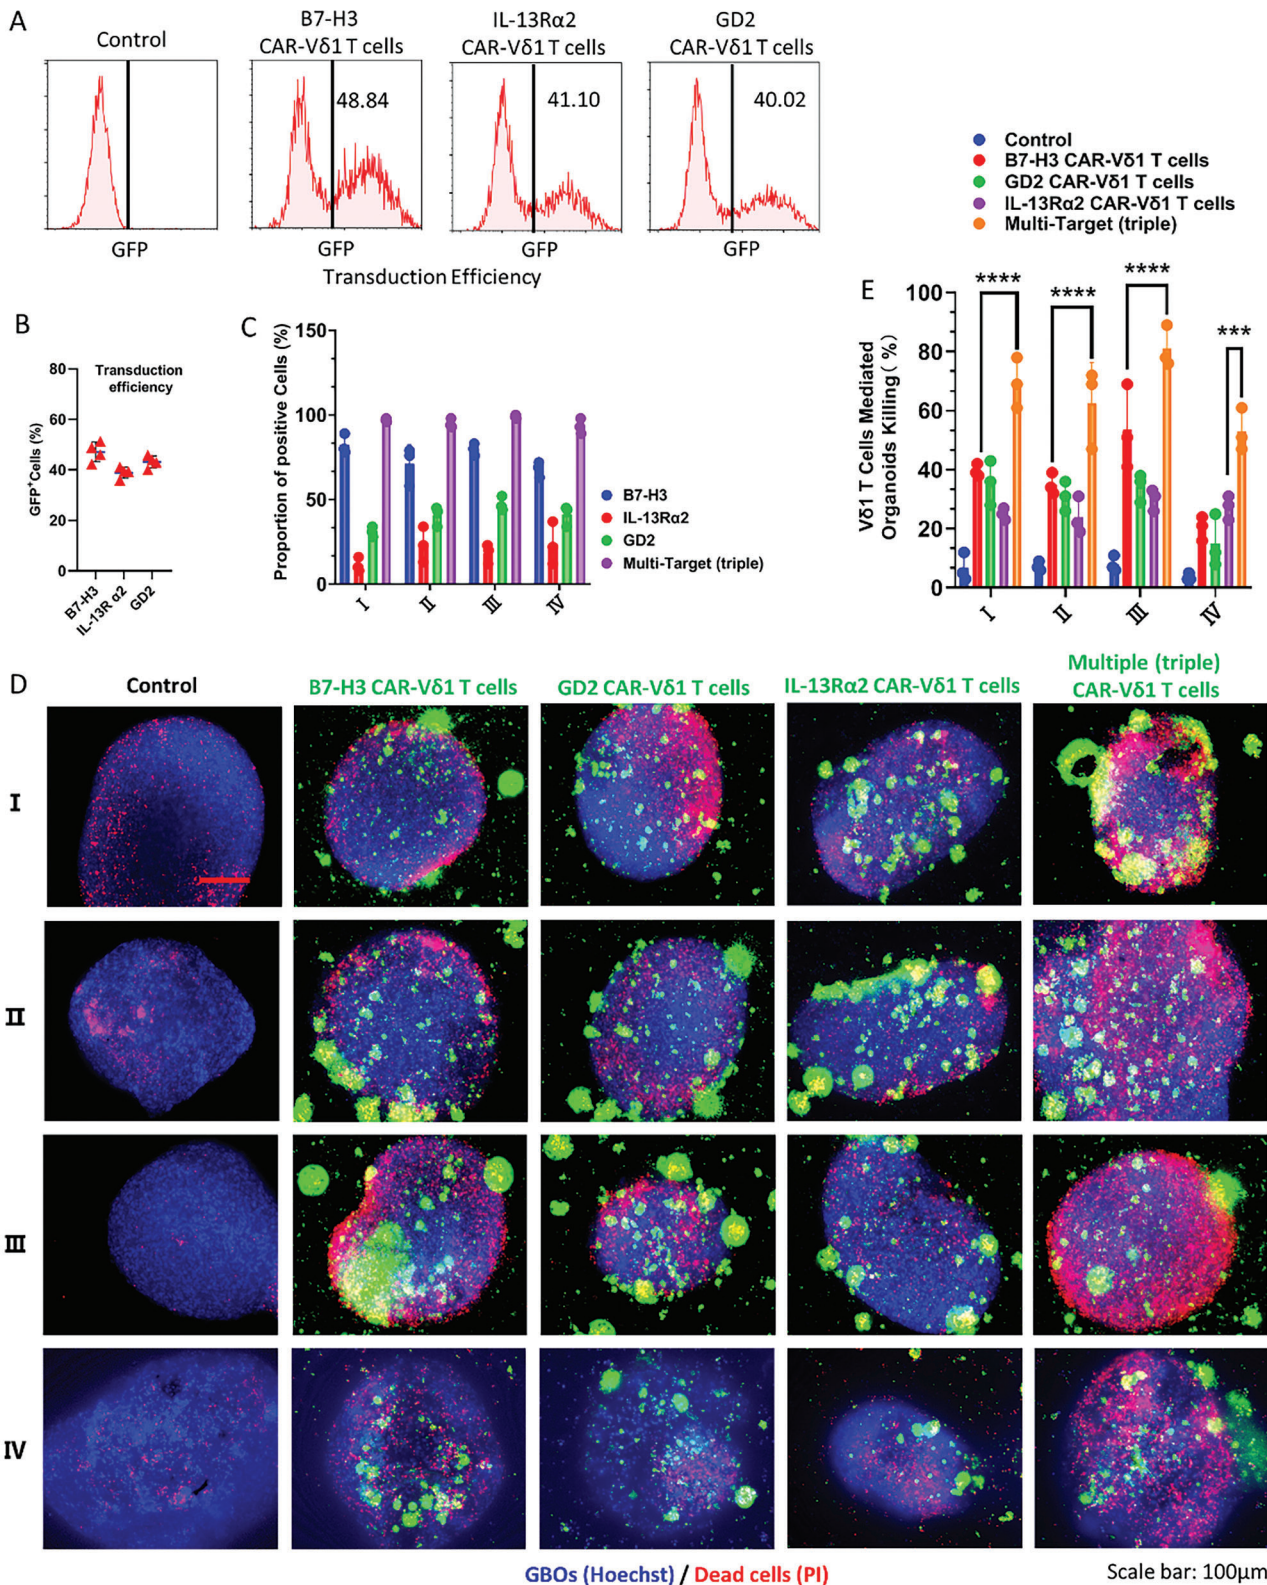 A
Control
B7-H3
CAR-Vδ1 T cells
IL-13Rα2
CAR-Vδ1 T cells
GD2
CAR-Vδ1 T cells
48.84
41.10
40.02
GFP
GFP
GFP
GFP
Transduction Efficiency
Control
B7-H3 CAR-Vδ1 T cells
GD2 CAR-Vδ1 T cells
IL-13Rα2 CAR-Vδ1 T cells
Multi-Target (triple)
B
Transduction
efficiency
GFP+Cells (%)
80
60
40
20
0
B7-H3
IL-13R α2
GD2
C
Proportion of positive Cells (%)
150
100
50
0
I
II
III
IV
B7-H3
IL-13Rα2
GD2
Multi-Target (triple)
E
Vδ1 T Cells Mediated
Organoids Killing( %)
100
80
60
40
20
0
****
****
****
***
I
II
III
IV
D
Control
B7-H3 CAR-Vδ1 T cells
GD2 CAR-Vδ1 T cells
IL-13Rα2 CAR-Vδ1 T cells
Multiple (triple)
CAR-Vδ1 T cells
I
II
III
IV
GBOs (Hoechst) / Dead cells (PI)
Scale bar: 100μm